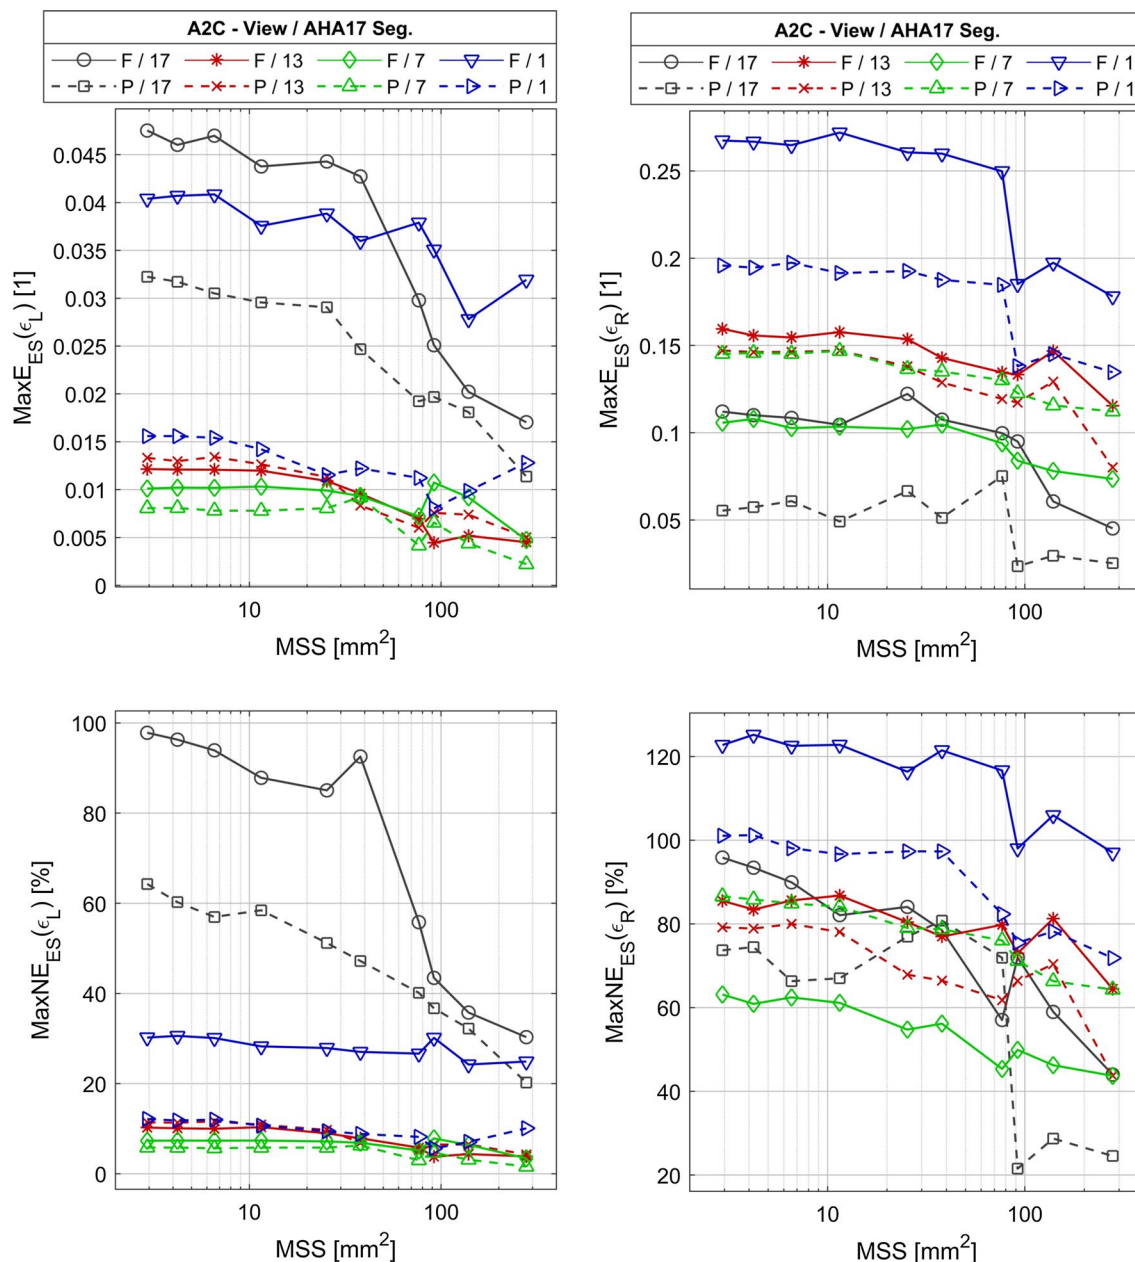 A2C - View / AHA17 Seg.
F / 17 F / 13 F / 7 F / 1
P / 17 P / 13 P / 7 P / 1
0.045
0.04
0.035
0.03
0.025
0.02
0.015
0.01
0.005
0
MaxE_ES(ϵ_L) [1]
10 100
MSS [mm²]
A2C - View / AHA17 Seg.
F / 17 F / 13 F / 7 F / 1
P / 17 P / 13 P / 7 P / 1
0.25
0.2
0.15
0.1
0.05
MaxE_ES(ϵ_R) [1]
10 100
MSS [mm²]
100
80
60
40
20
0
MaxNE_ES(ϵ_L) [%]
10 100
MSS [mm²]
120
100
80
60
40
20
MaxNE_ES(ϵ_R) [%]
10 100
MSS [mm²]